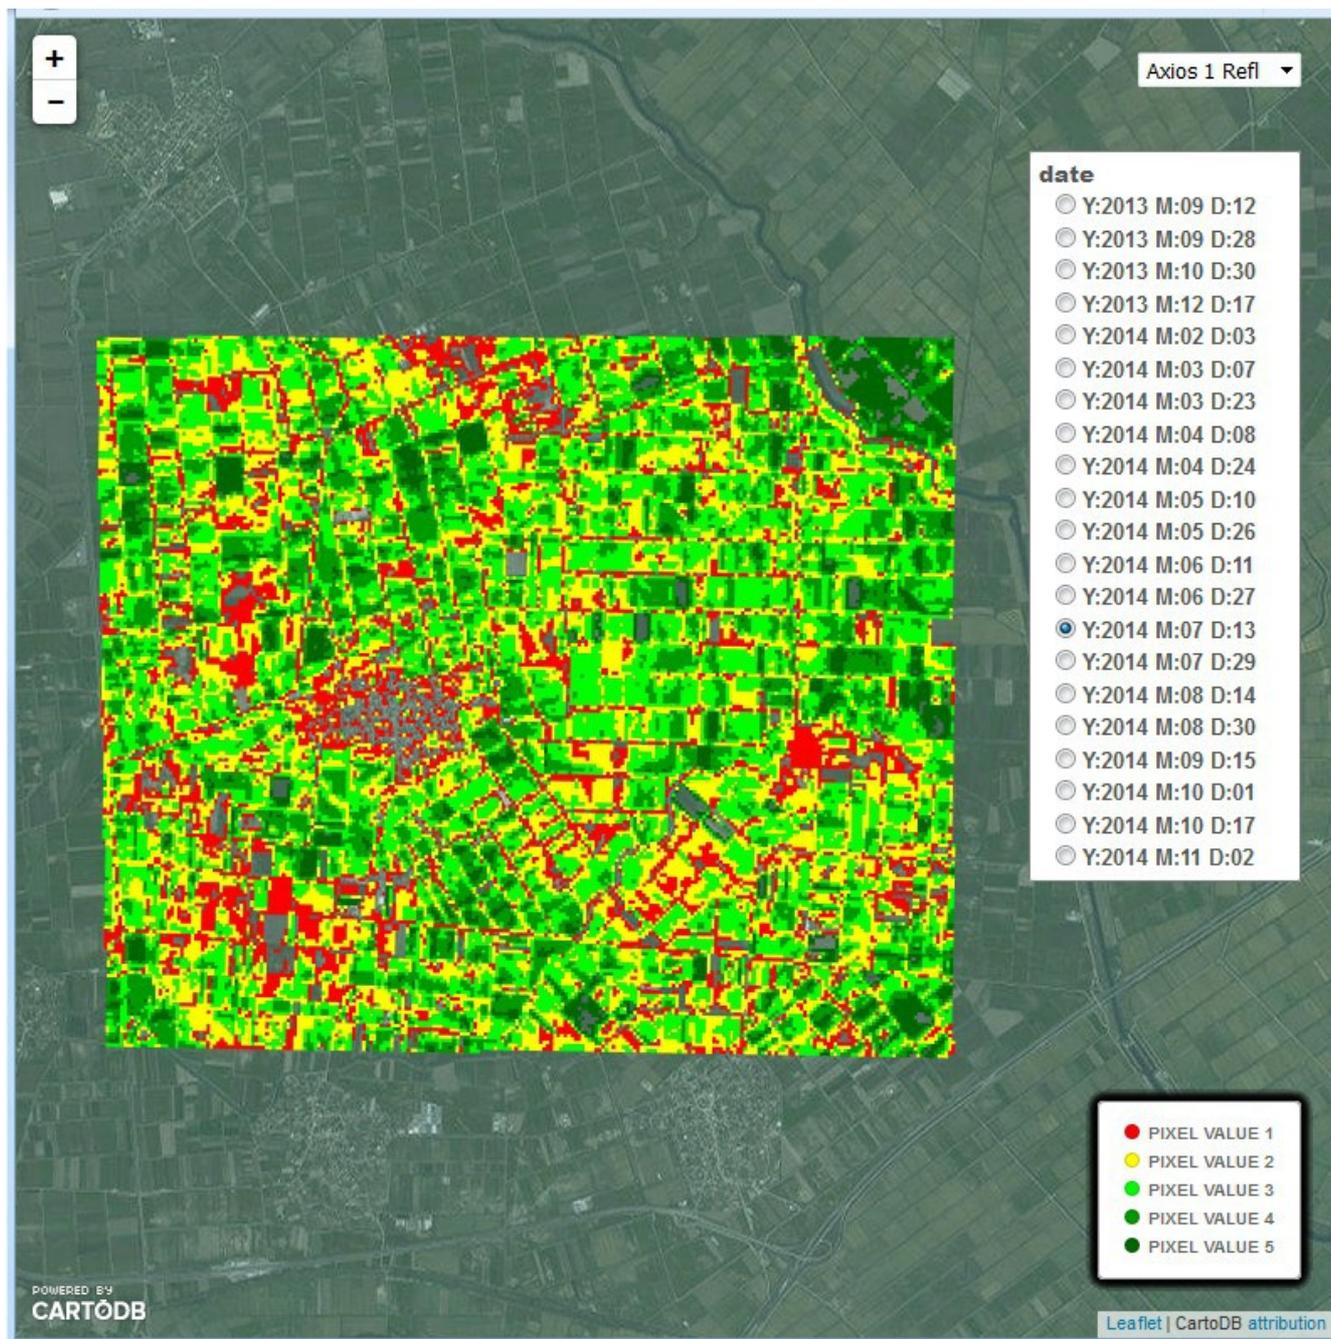 +
Axios 1 Refl
−
date
Y:2013 M:09 D:12
Y:2013 M:09 D:28
Y:2013 M:10 D:30
Y:2013 M:12 D:17
Y:2014 M:02 D:03
Y:2014 M:03 D:07
Y:2014 M:03 D:23
Y:2014 M:04 D:08
Y:2014 M:04 D:24
Y:2014 M:05 D:10
Y:2014 M:05 D:26
Y:2014 M:06 D:11
Y:2014 M:06 D:27
Y:2014 M:07 D:13
Y:2014 M:07 D:29
Y:2014 M:08 D:14
Y:2014 M:08 D:30
Y:2014 M:09 D:15
Y:2014 M:10 D:01
Y:2014 M:10 D:17
Y:2014 M:11 D:02
PIXEL VALUE 1
PIXEL VALUE 2
PIXEL VALUE 3
PIXEL VALUE 4
PIXEL VALUE 5
POWERED BY
CARTODB
Leaflet | CartoDB attribution